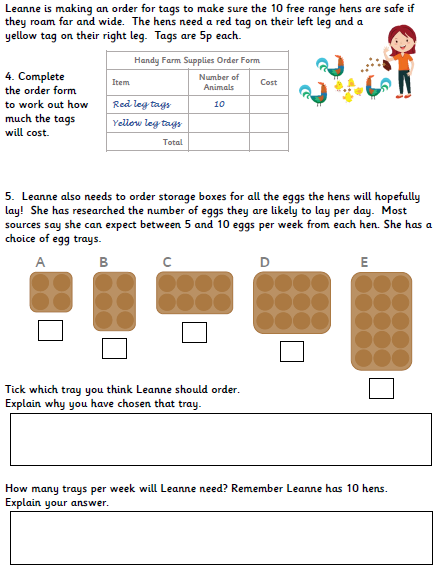 Leanne is making an order for tags to make sure the 10 free range hens are safe if
they roam far and wide. The hens need a red tag on their left leg and a
yellow tag on their right leg. Tags are 5p each.
4. Complete
the order form
to work out how
much the tags
will cost.
Handy Farm Supplies Order Form
Item Number of Animals Cost
Red leg tags 10
Yellow leg tags
Total
5. Leanne also needs to order storage boxes for all the eggs the hens will hopefully
lay! She has researched the number of eggs they are likely to lay per day. Most
sources say she can expect between 5 and 10 eggs per week from each hen. She has a
choice of egg trays.
A B C D E
Tick which tray you think Leanne should order.
Explain why you have chosen that tray.
How many trays per week will Leanne need? Remember Leanne has 10 hens.
Explain your answer.